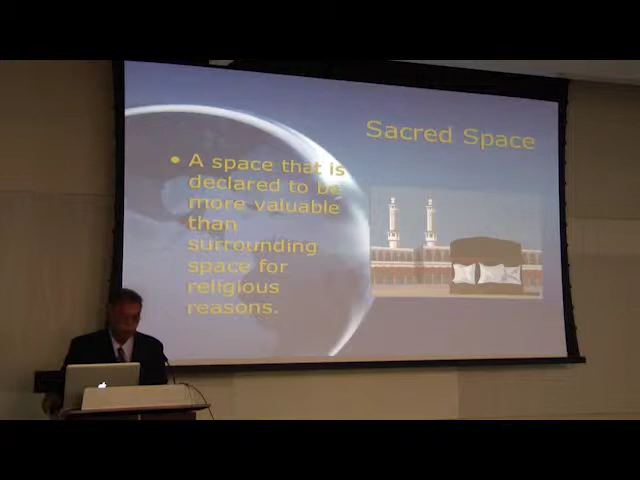 Sacred Space
• A space that is
declared to be
more valuable
than
surrounding
space for
religious
reasons.